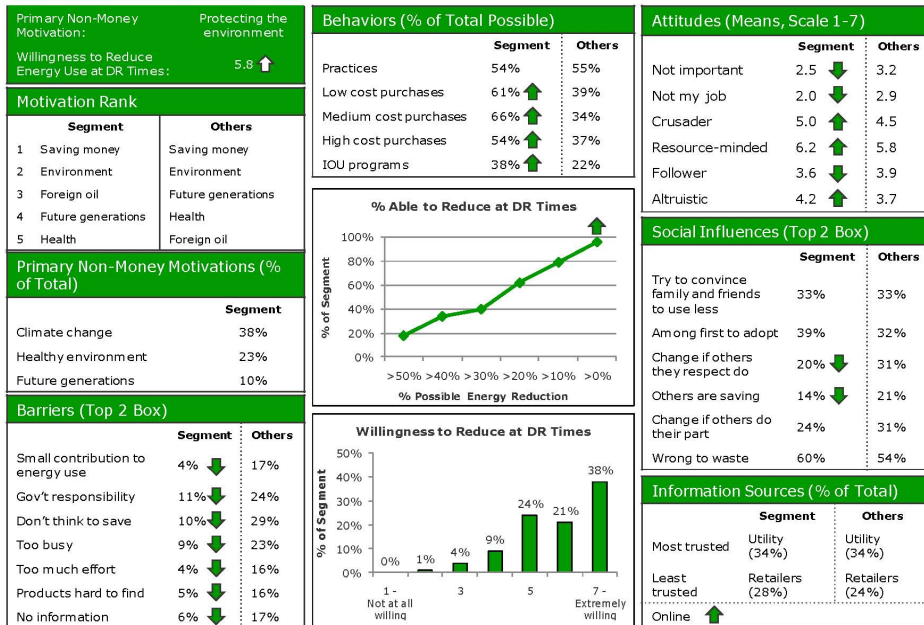 Primary Non-Money Motivation: Protecting the environment
Willingness to Reduce Energy Use at DR Times: 5.8
Motivation Rank
Segment Others
1 Saving money Saving money
2 Environment Environment
3 Foreign oil Future generations
4 Future generations Health
5 Health Foreign oil
Primary Non-Money Motivations (% of Total)
Segment
Climate change 38%
Healthy environment 23%
Future generations 10%
Barriers (Top 2 Box)
Segment Others
Small contribution to energy use 4% 17%
Gov't responsibility 11% 24%
Don't think to save 10% 29%
Too busy 9% 23%
Too much effort 4% 16%
Products hard to find 5% 16%
No information 6% 17%
Behaviors (% of Total Possible)
Segment Others
Practices 54% 55%
Low cost purchases 61% 39%
Medium cost purchases 66% 34%
High cost purchases 54% 37%
IOU programs 38% 22%
% Able to Reduce at DR Times
% of Segment
100%
80%
60%
40%
20%
0%
>50% >40% >30% >20% >10% >0%
% Possible Energy Reduction
Willingness to Reduce at DR Times
% of Segment
50%
40%
30%
20%
10%
0%
0% 1% 4% 9% 24% 21% 38%
1 - Not at all willing 3 5 7 - Extremely willing
Attitudes (Means, Scale 1-7)
Segment Others
Not important 2.5 3.2
Not my job 2.0 2.9
Crusader 5.0 4.5
Resource-minded 6.2 5.8
Follower 3.6 3.9
Altruistic 4.2 3.7
Social Influences (Top 2 Box)
Segment Others
Try to convince family and friends to use less 33% 33%
Among first to adopt 39% 32%
Change if others they respect do 20% 31%
Others are saving 14% 21%
Change if others do their part 24% 31%
Wrong to waste 60% 54%
Information Sources (% of Total)
Segment Others
Most trusted Utility (34%) Utility (34%)
Least trusted Retailers (28%) Retailers (24%)
Online